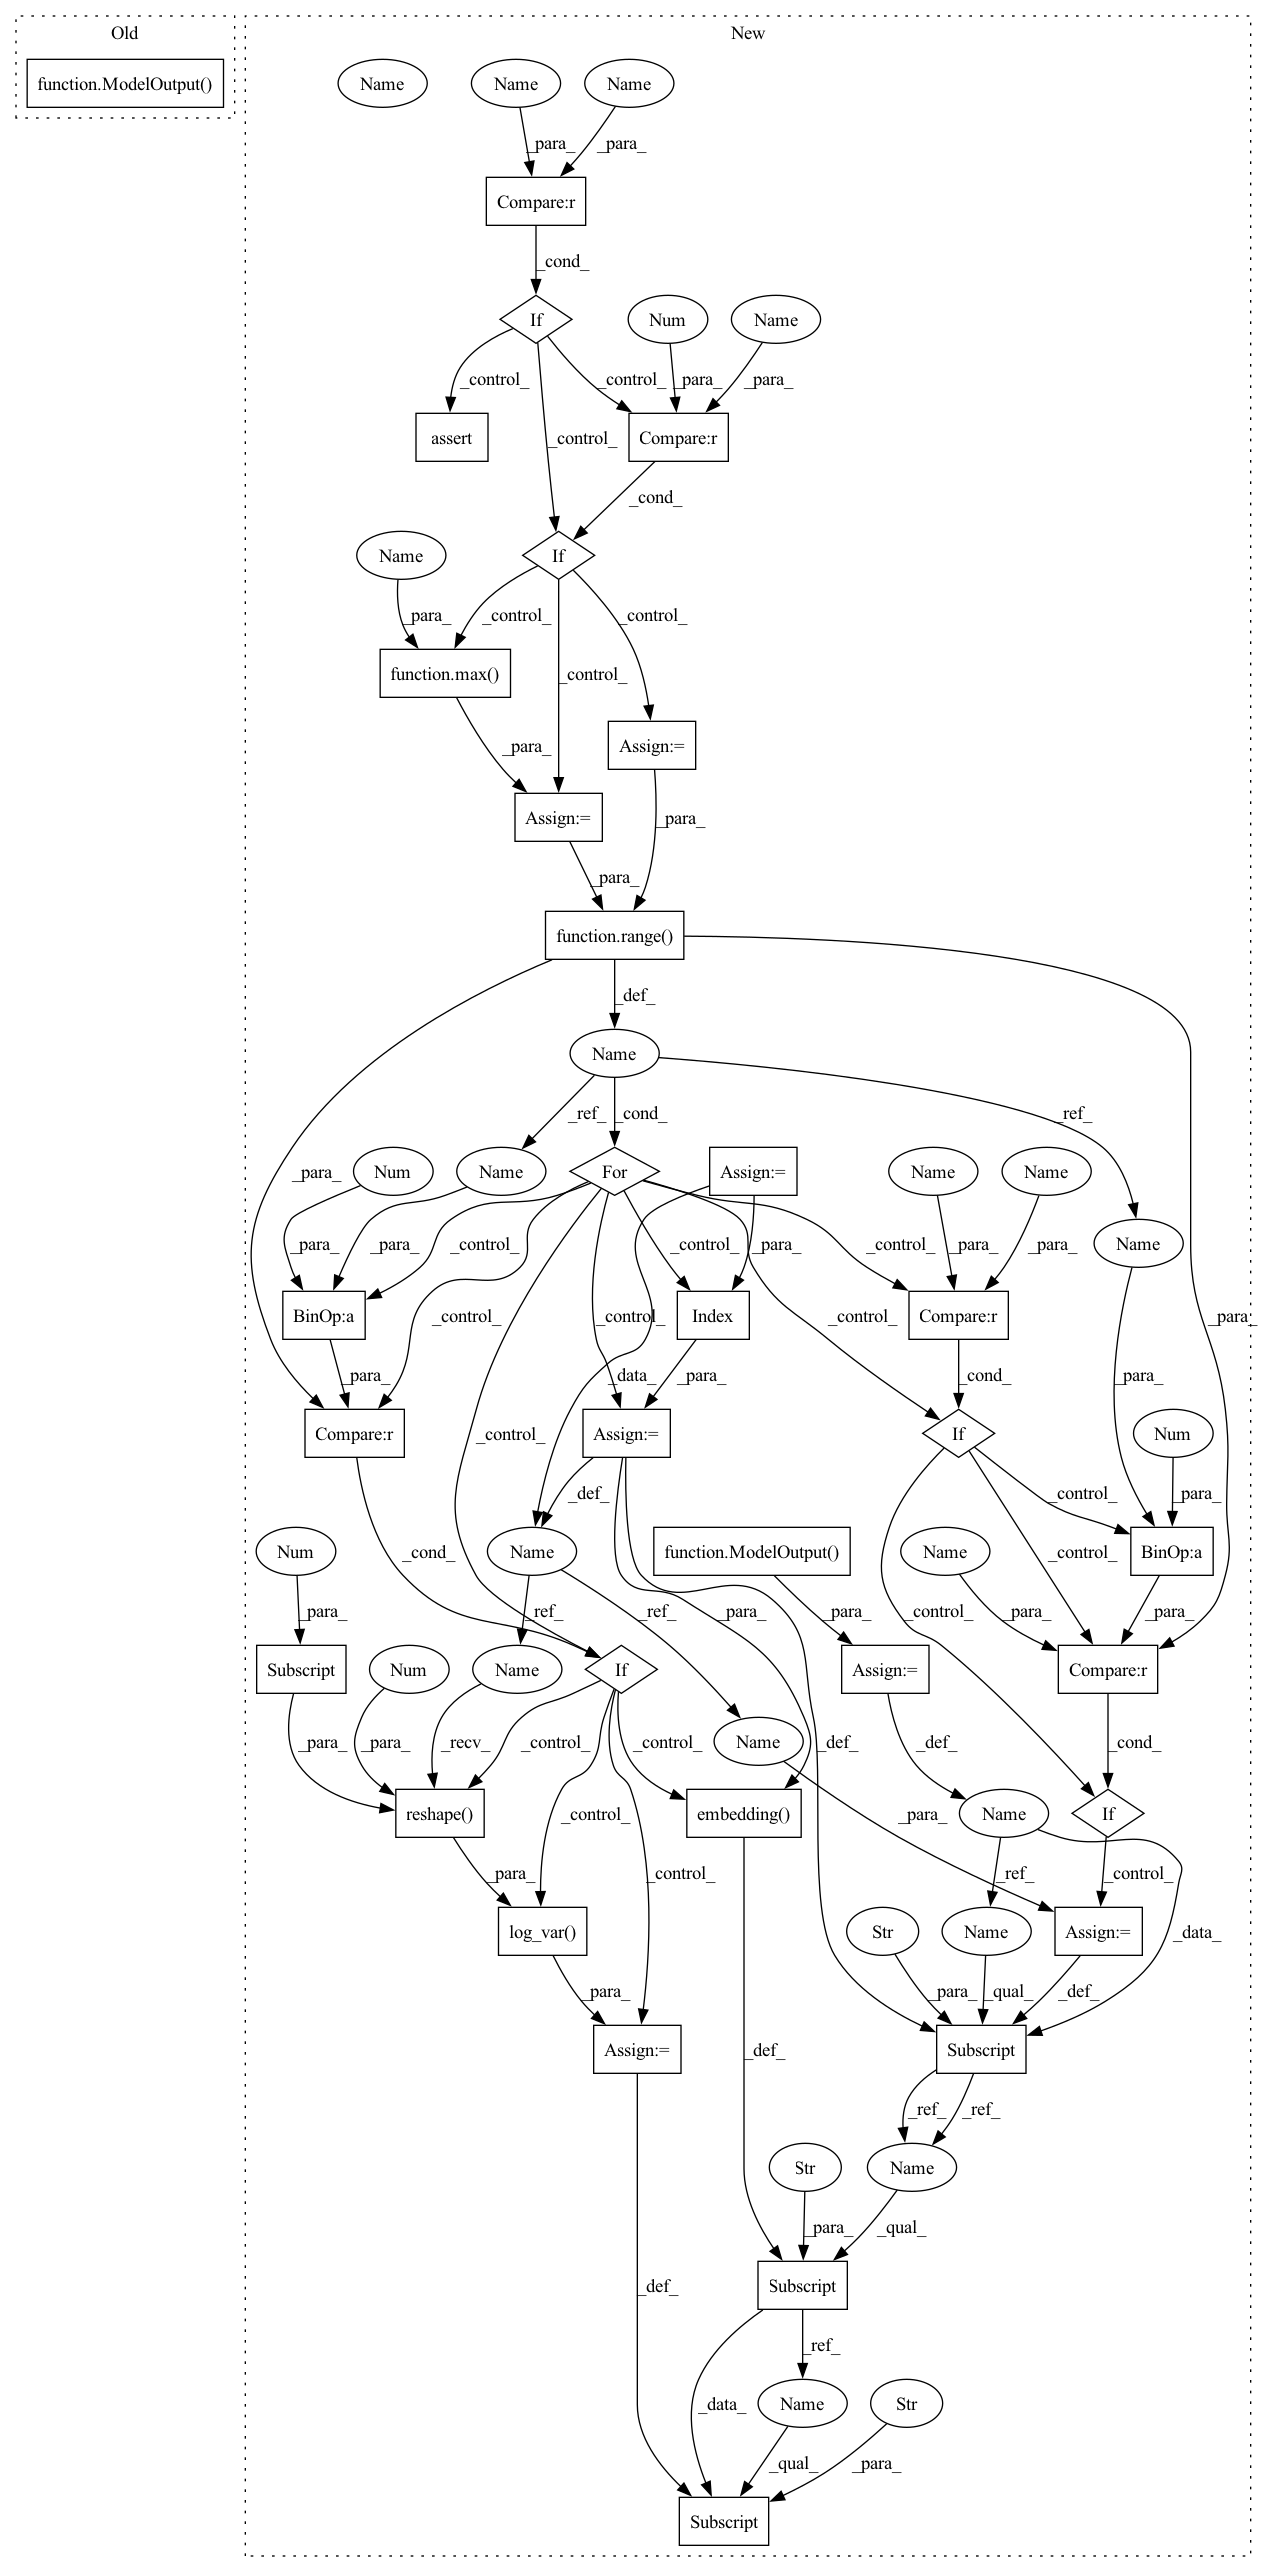 Old
New
function.ModelOutput()
Name
Name
Name
_para_
_para_
Compare:r
_cond_
If
Num
Name
_control_
_control_
_para_
_para_
assert
_control_
Compare:r
_cond_
Name
If
_para_
_control_
_control_
function.max()
_control_
_para_
Assign:=
Assign:=
_para_
_para_
function.range()
_def_
Name
_ref_
_cond_
_ref_
_para_
Num
Name
For
Assign:=
Name
Name
_para_
_para_
_control_
_control_
_para_
_control_
_para_
_para_
Name
BinOp:a
_control_
_control_
Index
_control_
Compare:r
_para_
_para_
_data_
_para_
_cond_
_para_
Compare:r
_control_
Assign:=
If
Num
_def_
_control_
_para_
Num
_cond_
Name
function.ModelOutput()
Name
_control_
BinOp:a
_para_
_ref_
_ref_
_para_
_para_
_control_
_para_
_para_
Subscript
Num
Name
If
Assign:=
Compare:r
_para_
_para_
_recv_
_control_
_control_
Name
_def_
_def_
_cond_
reshape()
_control_
embedding()
_para_
Name
If
_para_
_control_
_ref_
_control_
log_var()
Str
Name
Assign:=
_data_
_para_
_para_
_qual_
_def_
Assign:=
_def_
Subscript
_ref_
_ref_
Str
Name
_para_
_qual_
_def_
Subscript
_ref_
_data_
Name
Str
_qual_
_para_
Subscript